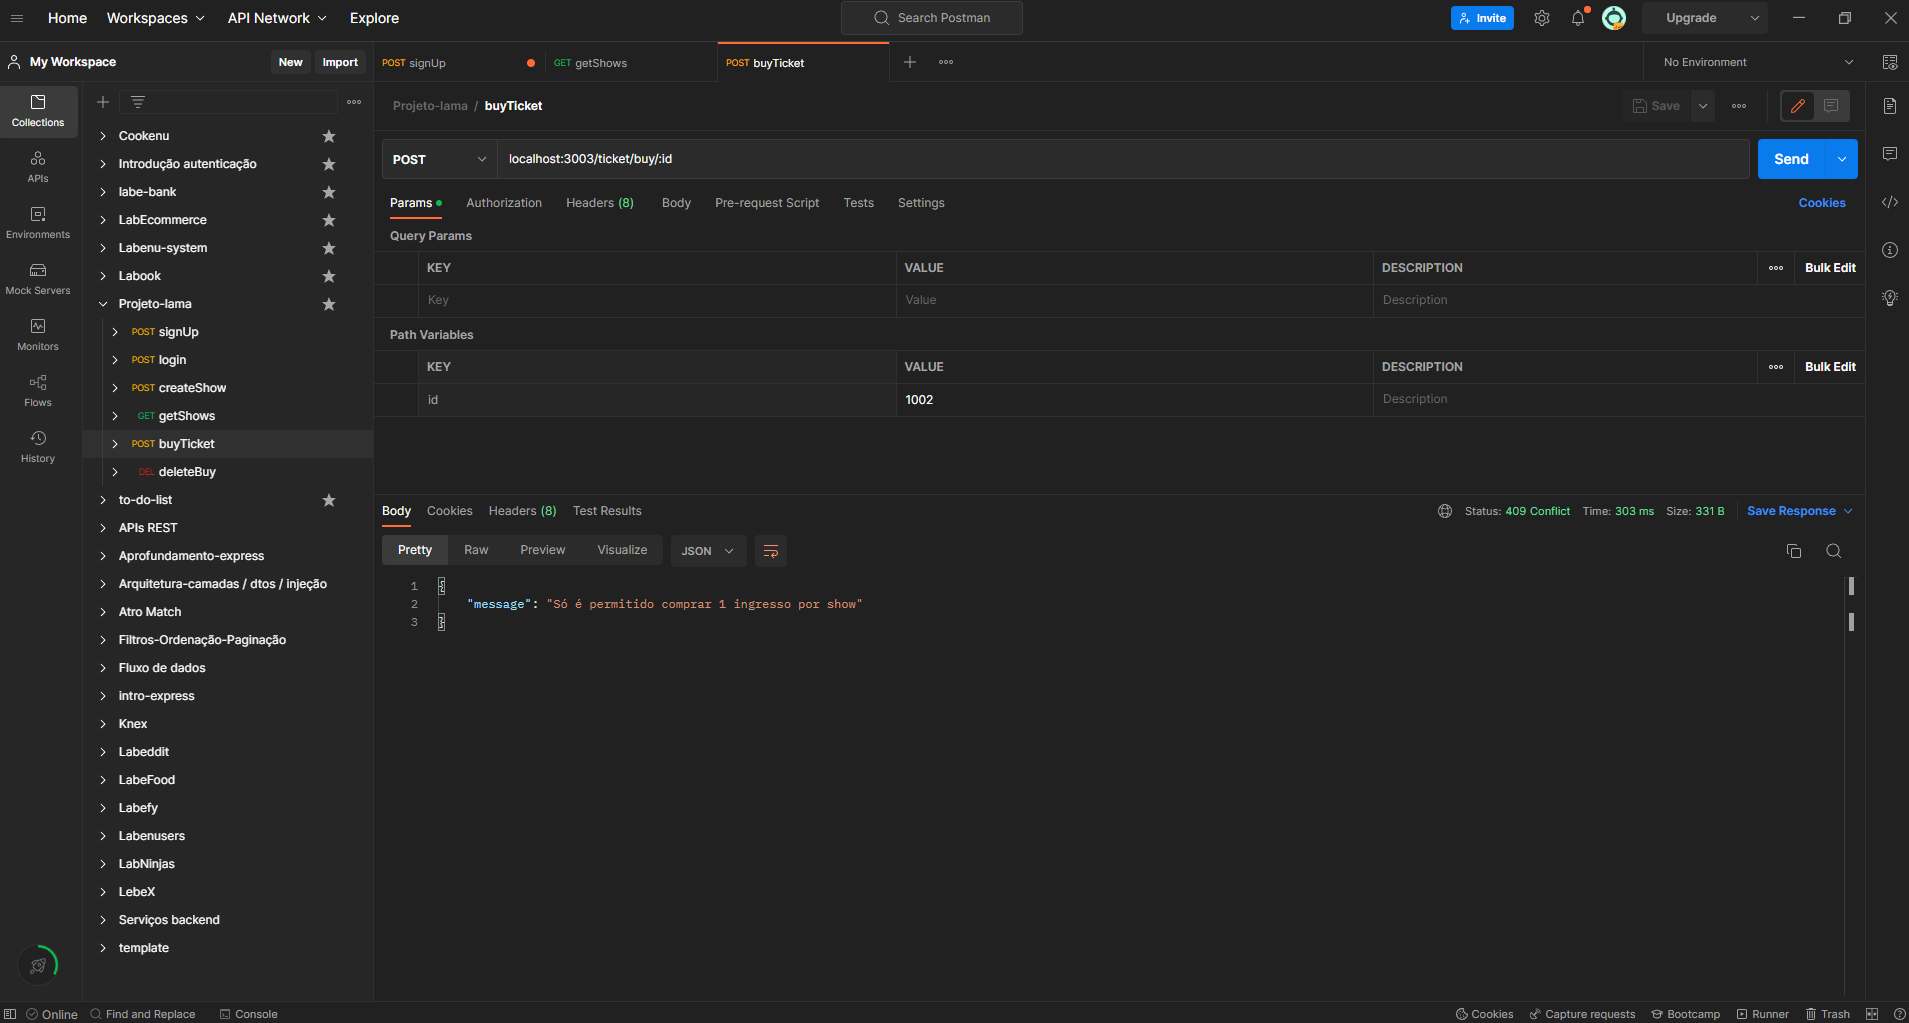 Home Workspaces API Network Explore Search Postman Invite Upgrade
My Workspace New Import POST signUp GET getShows POST buyTicket No Environment
Collections
APIs
Environments
Mock Servers
Monitors
Flows
History
Cookenu
Introdução autenticação
labe-bank
LabEcommerce
Labenu-system
Labook
Projeto-lama
POST signUp
POST login
POST createShow
GET getShows
POST buyTicket
DEL deleteBuy
to-do-list
APIs REST
Aprofundamento-express
Arquitetura-camadas / dtos / injeção
Atro Match
Filtros-Ordenação-Paginação
Fluxo de dados
intro-express
Knex
Labeddit
LabeFood
Labefy
Labenusers
LabNinjas
LebeX
Serviços backend
template
Projeto-lama / buyTicket Save
POST localhost:3003/ticket/buy/:id Send
Params Authorization Headers (8) Body Pre-request Script Tests Settings Cookies
Query Params
KEY VALUE DESCRIPTION Bulk Edit
Key Value Description
Path Variables
KEY VALUE DESCRIPTION Bulk Edit
id 1002 Description
Body Cookies Headers (8) Test Results Status: 409 Conflict Time: 303 ms Size: 331 B Save Response
Pretty Raw Preview Visualize JSON
1 {
2 "message": "Só é permitido comprar 1 ingresso por show"
3 }
Online Find and Replace Console Cookies Capture requests Bootcamp Runner Trash